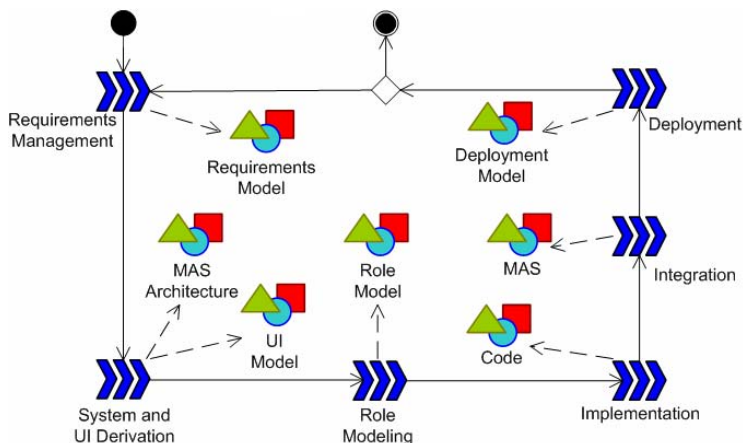 Requirements
Management
Requirements
Model
Deployment
Model
Deployment
MAS
Architecture
Role
Model
MAS
Integration
UI
Model
Code
System and
UI Derivation
Role
Modeling
Implementation